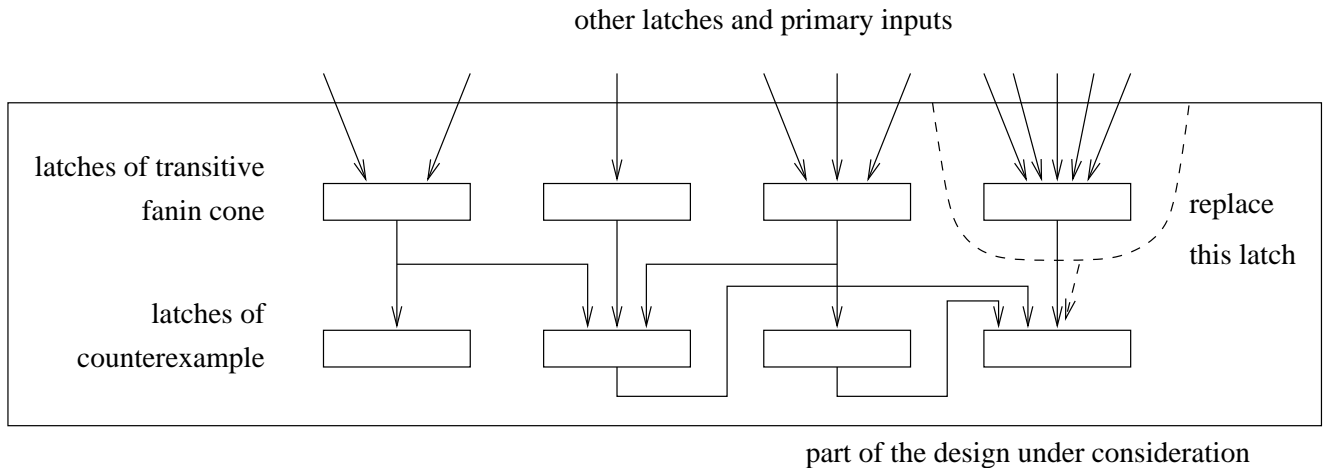 other latches and primary inputs
latches of transitive
fanin cone
replace
this latch
latches of
counterexample
part of the design under consideration